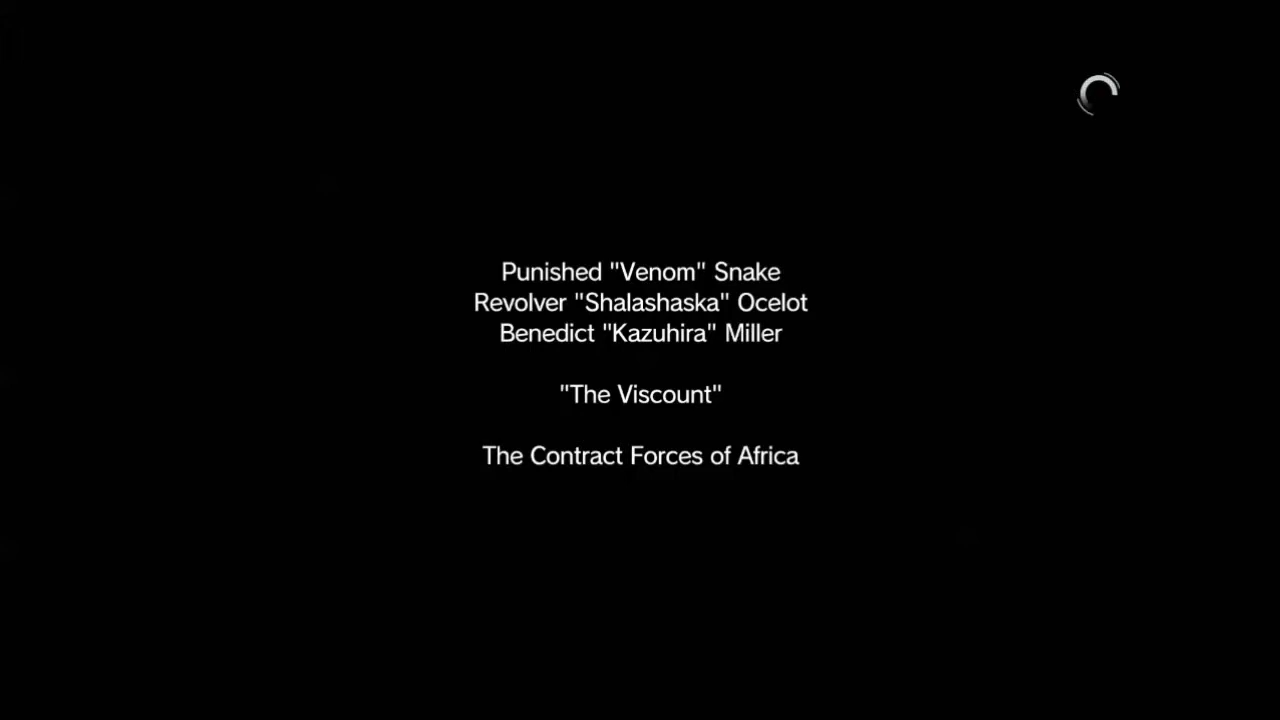 Punished "Venom" Snake
Revolver "Shalashaska" Ocelot
Benedict "Kazuhira" Miller
"The Viscount"
The Contract Forces of Africa